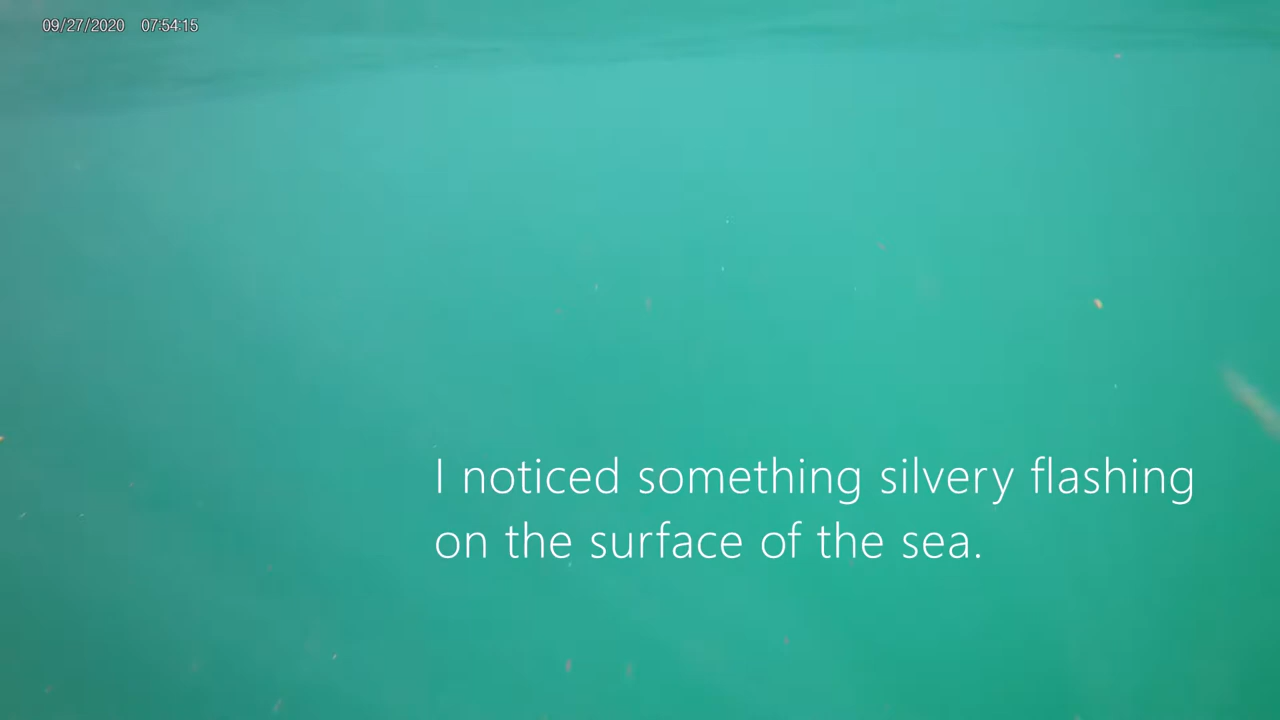 09/27/2020 07:54:15
I noticed something silvery flashing
on the surface of the sea.